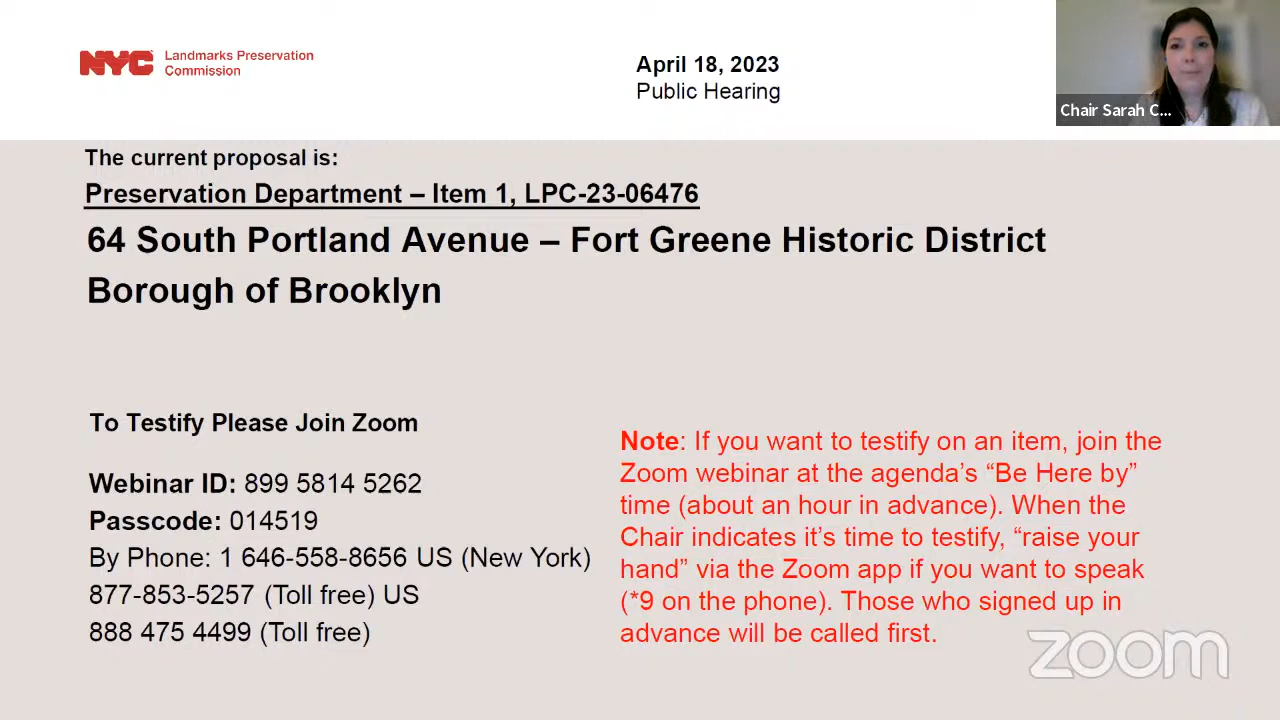 NYC Landmarks Preservation
Commission
April 18, 2023
Public Hearing
Chair Sarah C...
The current proposal is:
Preservation Department – Item 1, LPC-23-06476
64 South Portland Avenue – Fort Greene Historic District
Borough of Brooklyn
To Testify Please Join Zoom
Webinar ID: 899 5814 5262
Passcode: 014519
By Phone: 1 646-558-8656 US (New York)
877-853-5257 (Toll free) US
888 475 4499 (Toll free)
Note: If you want to testify on an item, join the
Zoom webinar at the agenda’s “Be Here by”
time (about an hour in advance). When the
Chair indicates it’s time to testify, “raise your
hand” via the Zoom app if you want to speak
(*9 on the phone). Those who signed up in
advance will be called first.
zoom